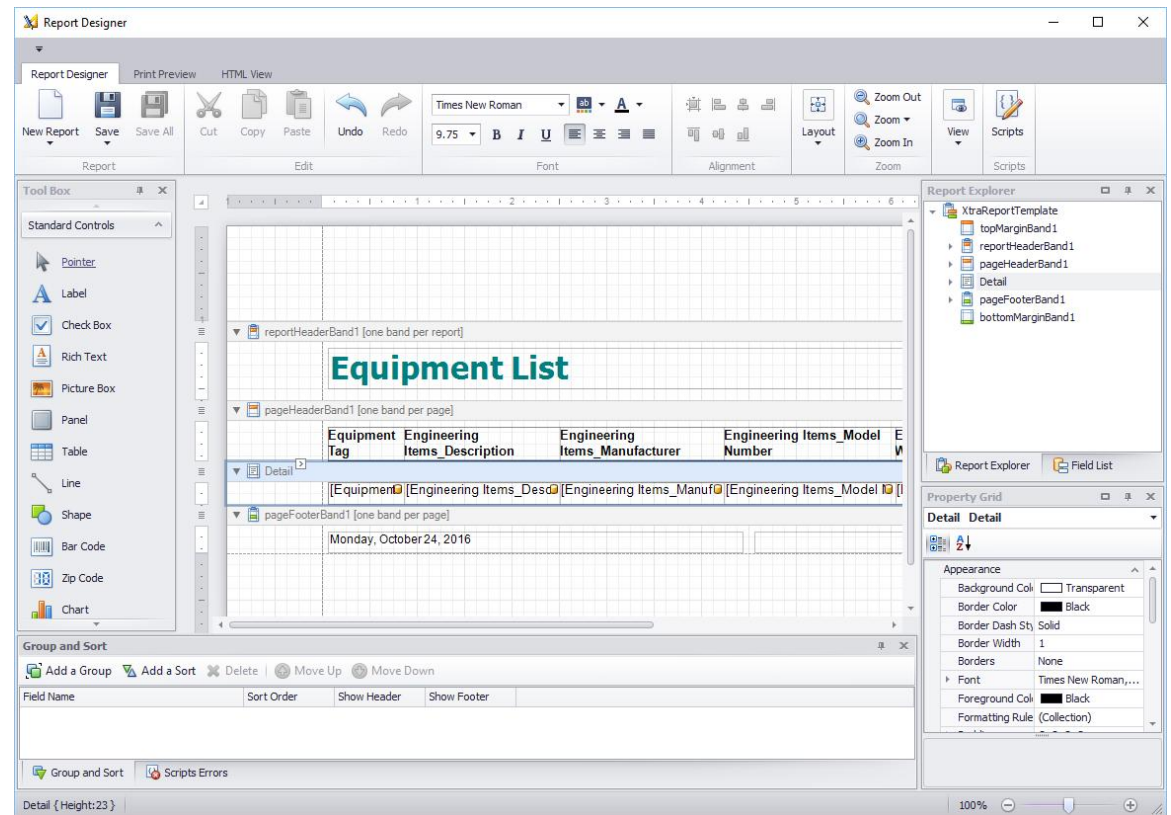 Report Designer
Report Designer Print Preview HTML View
New Report Save Save All Cut Copy Paste Undo Redo Times New Roman 9.75 B I U Layout Zoom Out Zoom Zoom In View Scripts
Report Edit Font Alignment Zoom Scripts
Tool Box
Standard Controls
Pointer
Label
Check Box
Rich Text
Picture Box
Panel
Table
Line
Shape
Bar Code
Zip Code
Chart
1 2 3 4 5 6
reportHeaderBand1 [one band per report]
Equipment List
pageHeaderBand1 [one band per page]
Equipment Engineering Engineering Engineering Items_Model E
Tag Items_Description Items_Manufacturer Number W
Detail
[Equipmen [Engineering Items_Desc [Engineering Items_Manuf [Engineering Items_Model N
pageFooterBand1 [one band per page]
Monday, October 24, 2016
Report Explorer
XtraReportTemplate
topMarginBand1
reportHeaderBand1
pageHeaderBand1
Detail
pageFooterBand1
bottomMarginBand1
Report Explorer Field List
Property Grid
Detail Detail
Appearance
Background Col Transparent
Border Color Black
Border Dash Sty Solid
Border Width 1
Borders None
Font Times New Roman,...
Foreground Col Black
Formatting Rule (Collection)
Group and Sort
Add a Group Add a Sort Delete Move Up Move Down
Field Name Sort Order Show Header Show Footer
Group and Sort Scripts Errors
Detail { Height:23 } 100%